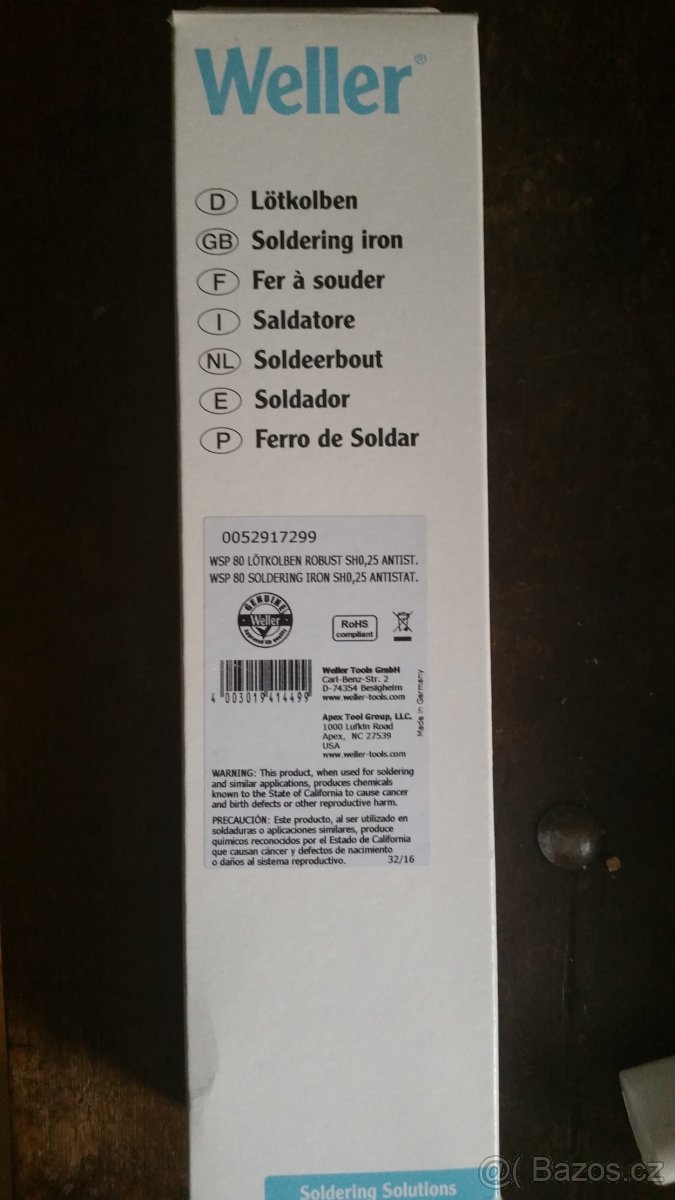 Weller®
D Lötkolben
GB Soldering iron
F Fer à souder
I Saldatore
NL Soldeerbout
E Soldador
P Ferro de Soldar
0052917299
WSP 80 LÖTKOLBEN ROBUST SH0,25 ANTIST.
WSP 80 SOLDERING IRON SH0,25 ANTISTAT.
GENUINE
Weller
Approved for quality
RoHS
compliant
4 003019 414499
Weller Tools GmbH
Carl-Benz-Str. 2
D-74354 Besigheim
www.weller-tools.com
Apex Tool Group, LLC.
1000 Lufkin Road
Apex, NC 27539
USA
www.weller-tools.com
Made in Germany
WARNING: This product, when used for soldering
and similar applications, produces chemicals
known to the State of California to cause cancer
and birth defects or other reproductive harm.
PRECAUCIÓN: Este producto, al ser utilizado en
soldaduras o aplicaciones similares, produce
químicos reconocidos por el Estado de California
que causan cáncer y defectos de nacimiento
o daños al sistema reproductivo. 32/16
Soldering Solutions
@( Bazos.cz